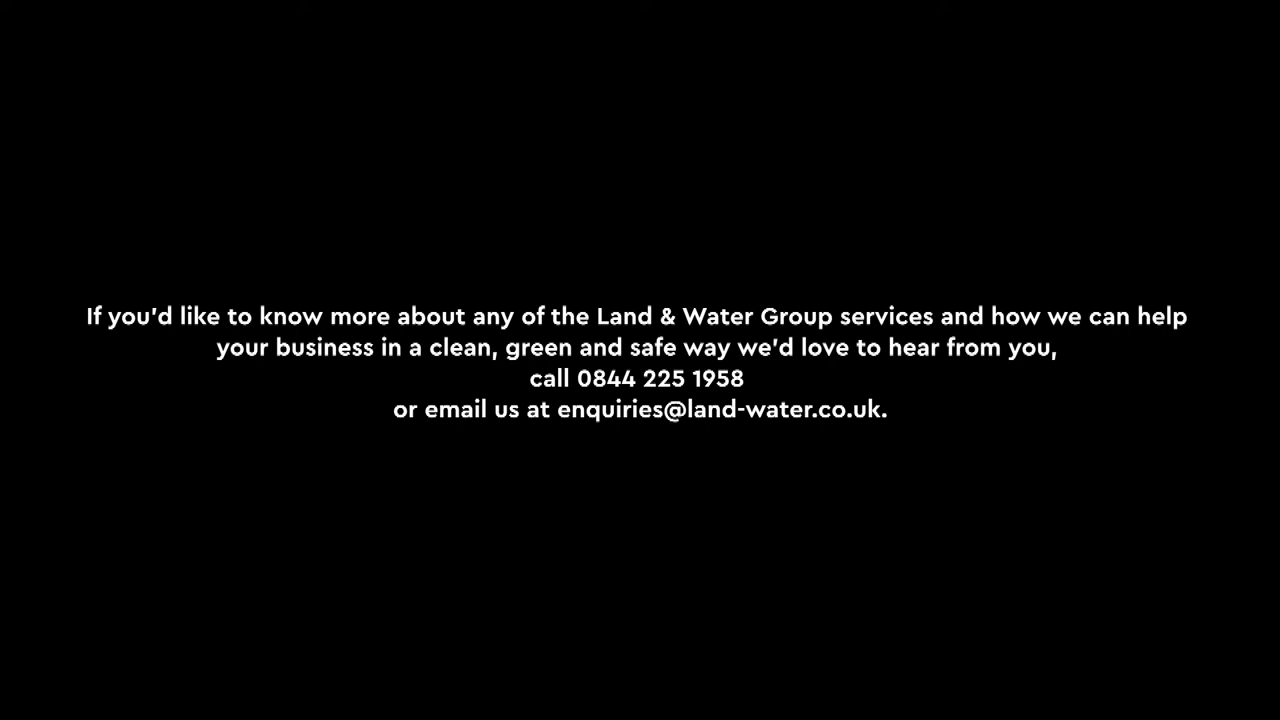 If you'd like to know more about any of the Land & Water Group services and how we can help
your business in a clean, green and safe way we'd love to hear from you,
call 0844 225 1958
or email us at enquiries@land-water.co.uk.